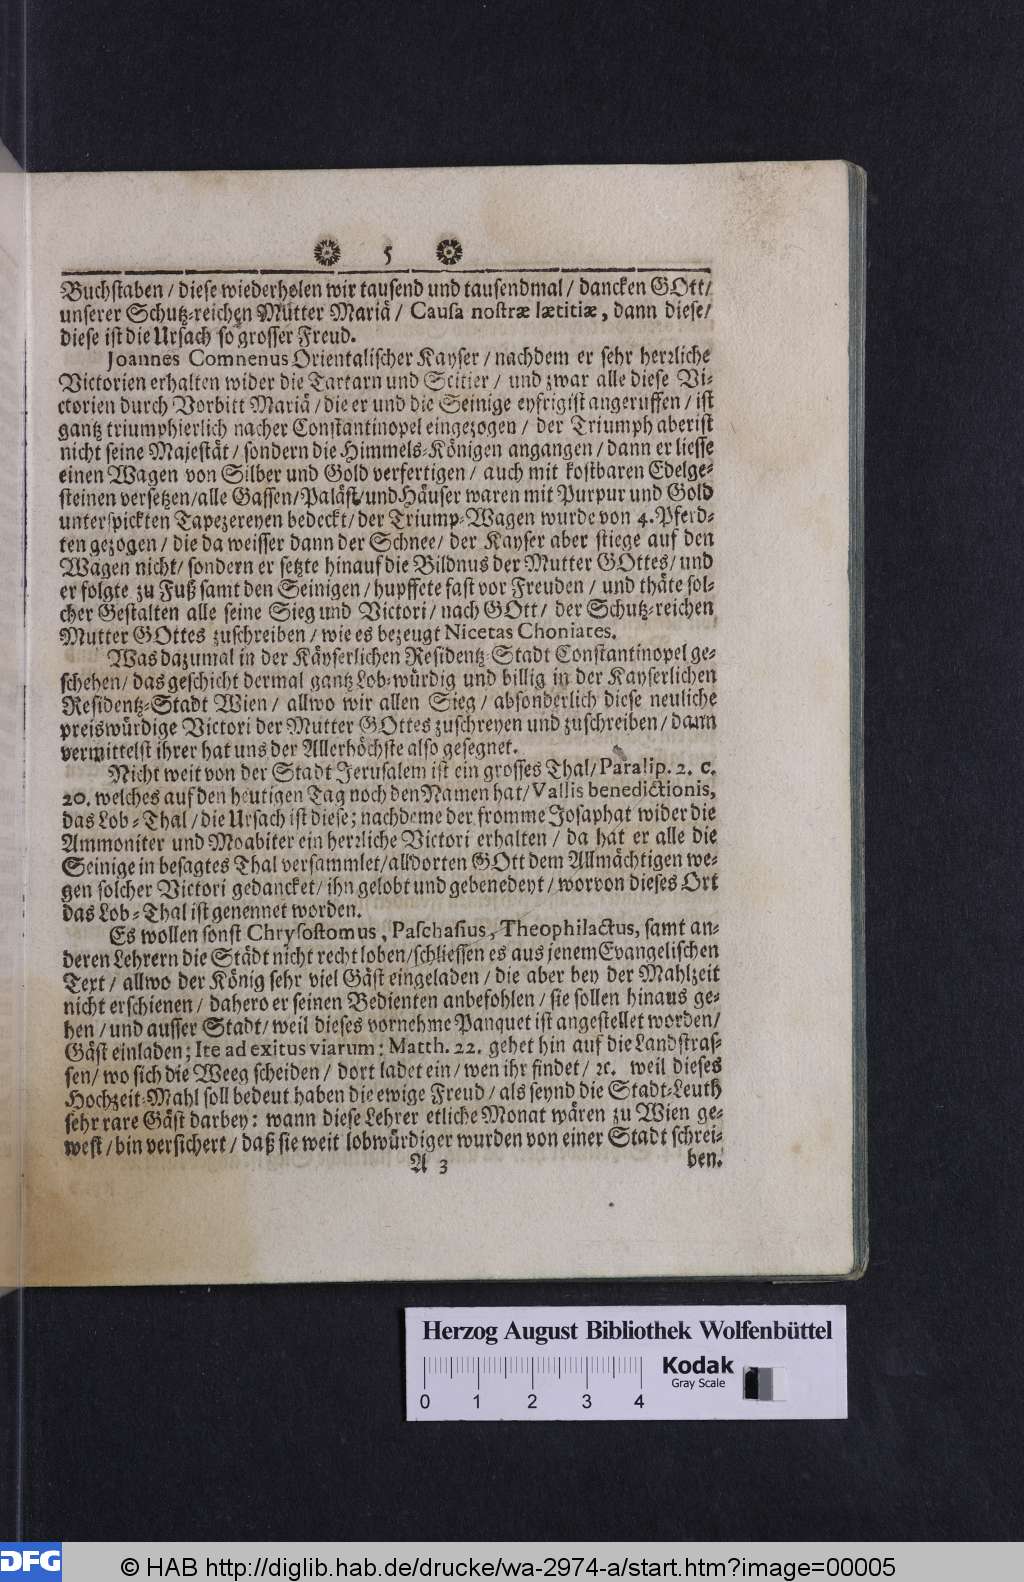 5
Buchstaben / diese wiederholen wir tausend und tausendmal / dancken GOtt /
unserer Schutz-reichen Mutter Mariä / Causa nostræ lætitiæ, dann diese /
diese ist die Ursach so grosser Freud.
Joannes Comnenus Orientalischer Kayser / nachdem er sehr herꝛliche
Victorien erhalten wider die Tartarn und Scitier / und zwar alle diese Vi-
ctorien durch Vorbitt Mariä / die er und die Seinige eyfrigist angeruffen / ist
gantz triumphierlich nacher Constantinopel eingezogen / der Triumph aber ist
nicht seine Majestät / sondern die Himmels-Königen angangen / dann er liesse
einen Wagen von Silber und Gold verfertigen / auch mit kostbaren Edelge-
steinen versetzen / alle Gassen / Paläst / und Häuser waren mit Purpur und Gold
unterspickten Tapezereyen bedeckt / der Triump-Wagen wurde von 4. Pferd-
ten gezogen / die da weisser dann der Schnee / der Kayser aber stiege auf den
Wagen nicht / sondern er setzte hinauf die Bildnus der Mutter GOttes / und
er folgte zu Fuß samt den Seinigen / hupffete fast vor Freuden / und thäte sol-
cher Gestalten alle seine Sieg und Victori / nach GOtt / der Schutz-reichen
Mutter GOttes zuschreiben / wie es bezeugt Nicetas Choniates.
Was dazumal in der Käyserlichen Residentz-Stadt Constantinopel ge-
schehen / das geschicht dermal gantz Lob-würdig und billig in der Kayserlichen
Residentz-Stadt Wien / allwo wir allen Sieg / absonderlich diese neuliche
preiswürdige Victori der Mutter GOttes zuschreyen und zuschreiben / dann
vermittelst ihrer hat uns der Allerhöchste also gesegnet.
Nicht weit von der Stadt Jerusalem ist ein grosses Thal / Paralip. 2. c.
20. welches auf den heutigen Tag noch den Namen hat / Vallis benedictionis,
das Lob-Thal / die Ursach ist diese; nachdeme der fromme Josaphat wider die
Ammoniter und Moabiter ein herꝛliche Victori erhalten / da hat er alle die
Seinige in besagtes Thal versammlet / alldorten GOtt dem Allmächtigen we-
gen solcher Victori gedancket / ihn gelobt und gebenedeyt / worvon dieses Ort
das Lob-Thal ist genennet worden.
Es wollen sonst Chrysostomus, Paschasius, Theophilactus, samt an-
deren Lehrern die Städt nicht recht loben / schliessen es aus jenem Evangelischen
Text / allwo der König sehr viel Gäst eingeladen / die aber bey der Mahlzeit
nicht erschienen / dahero er seinen Bedienten anbefohlen / sie sollen hinaus ge-
hen / und ausser Stadt / weil dieses vornehme Panquet ist angestellet worden /
Gäst einladen; Ite ad exitus viarum: Matth. 22. gehet hin auf die Landstras-
sen / wo sich die Weeg scheiden / dort ladet ein / wen ihr findet / ꝛc. weil dieses
Hochzeit-Mahl soll bedeut haben die ewige Freud / als seynd die Stadt-Leuth
sehr rare Gäst darbey: wann diese Lehrer etliche Monat wären zu Wien ge-
west / bin versichert / daß sie weit lobwürdiger wurden von einer Stadt schrei-
A 3 ben.
Herzog August Bibliothek Wolfenbüttel
Kodak
Gray Scale
0 1 2 3 4
DFG © HAB http://diglib.hab.de/drucke/wa-2974-a/start.htm?image=00005